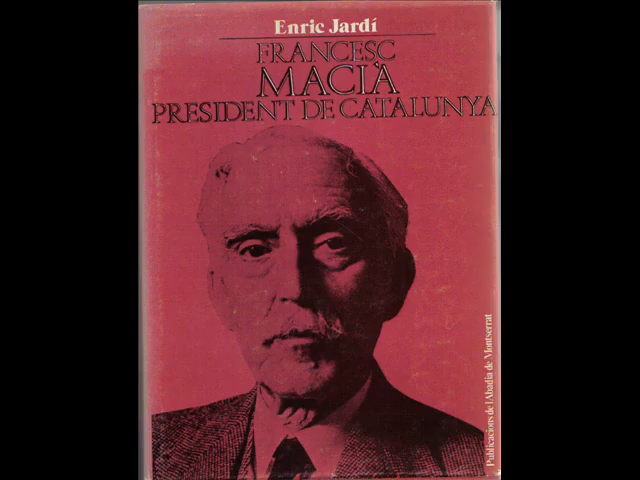 Enric Jardí
FRANCESC
MACIÀ
PRESIDENT DE CATALUNYA
Publicacions de l'Abadia de Montserrat